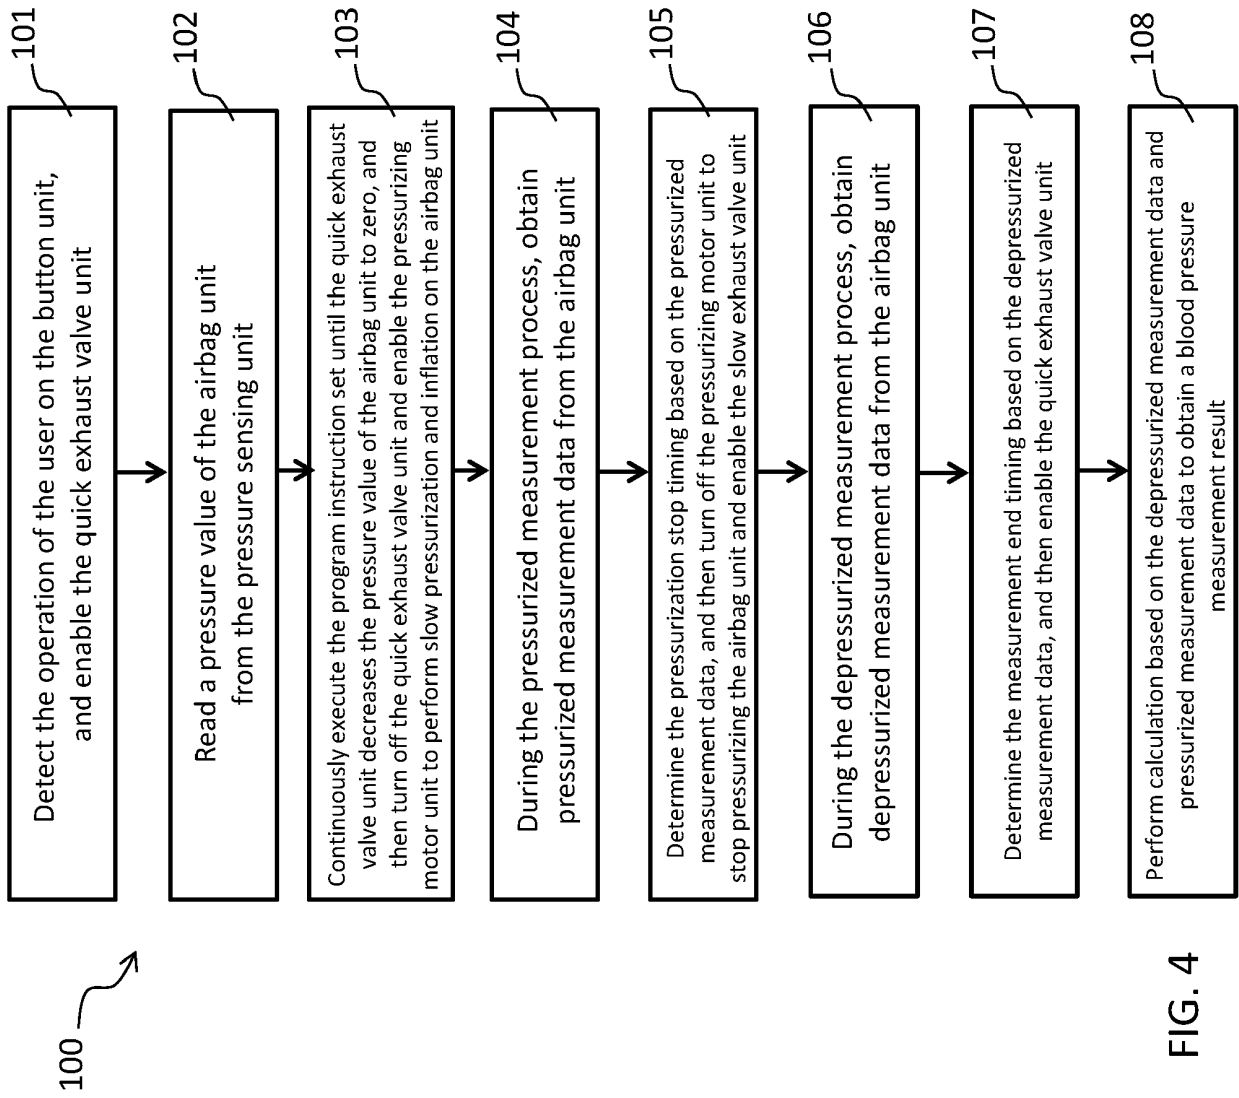 100
101
Detect the operation of the user on the button unit,
and enable the quick exhaust valve unit
102
Read a pressure value of the airbag unit
from the pressure sensing unit
103
Continuously execute the program instruction set until the quick exhaust
valve unit decreases the pressure value of the airbag unit to zero, and
then turn off the quick exhaust valve unit and enable the pressurizing
motor unit to perform slow pressurization and inflation on the airbag unit
104
During the pressurized measurement process, obtain
pressurized measurement data from the airbag unit
105
Determine the pressurization stop timing based on the pressurized
measurement data, and then turn off the pressurizing motor unit to
stop pressurizing the airbag unit and enable the slow exhaust valve unit
106
During the depressurized measurement process, obtain
depressurized measurement data from the airbag unit
107
Determine the measurement end timing based on the depressurized
measurement data, and then enable the quick exhaust valve unit
108
Perform calculation based on the depressurized measurement data and
pressurized measurement data to obtain a blood pressure
measurement result
FIG. 4